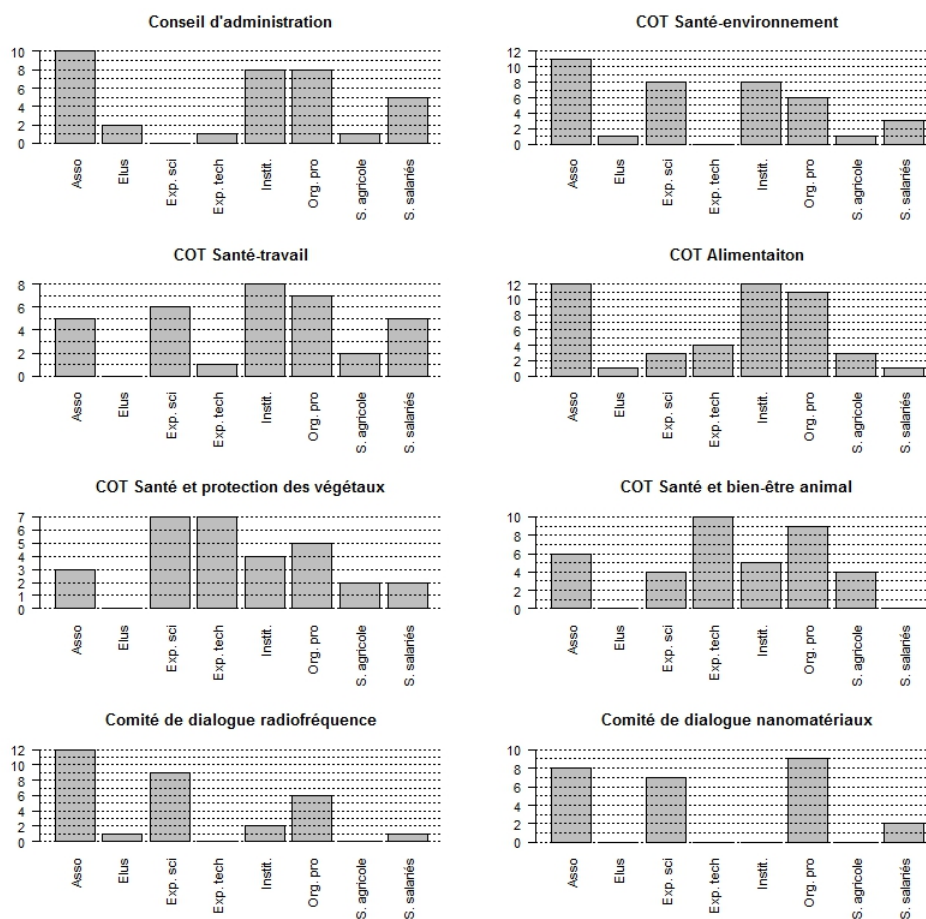 Conseil d'administration
10
8
6
4
2
0
Asso
Elus
Exp. sci
Exp. tech
Instit.
Org. pro
S. agricole
S. salariés
COT Santé-environnement
12
10
8
6
4
2
0
Asso
Elus
Exp. sci
Exp. tech
Instit.
Org. pro
S. agricole
S. salariés
COT Santé-travail
8
6
4
2
0
Asso
Elus
Exp. sci
Exp. tech
Instit.
Org. pro
S. agricole
S. salariés
COT Alimentaiton
12
10
8
6
4
2
0
Asso
Elus
Exp. sci
Exp. tech
Instit.
Org. pro
S. agricole
S. salariés
COT Santé et protection des végétaux
7
6
5
4
3
2
1
0
Asso
Elus
Exp. sci
Exp. tech
Instit.
Org. pro
S. agricole
S. salariés
COT Santé et bien-être animal
10
8
6
4
2
0
Asso
Elus
Exp. sci
Exp. tech
Instit.
Org. pro
S. agricole
S. salariés
Comité de dialogue radiofréquence
12
10
8
6
4
2
0
Asso
Elus
Exp. sci
Exp. tech
Instit.
Org. pro
S. agricole
S. salariés
Comité de dialogue nanomatériaux
10
8
6
4
2
0
Asso
Elus
Exp. sci
Exp. tech
Instit.
Org. pro
S. agricole
S. salariés